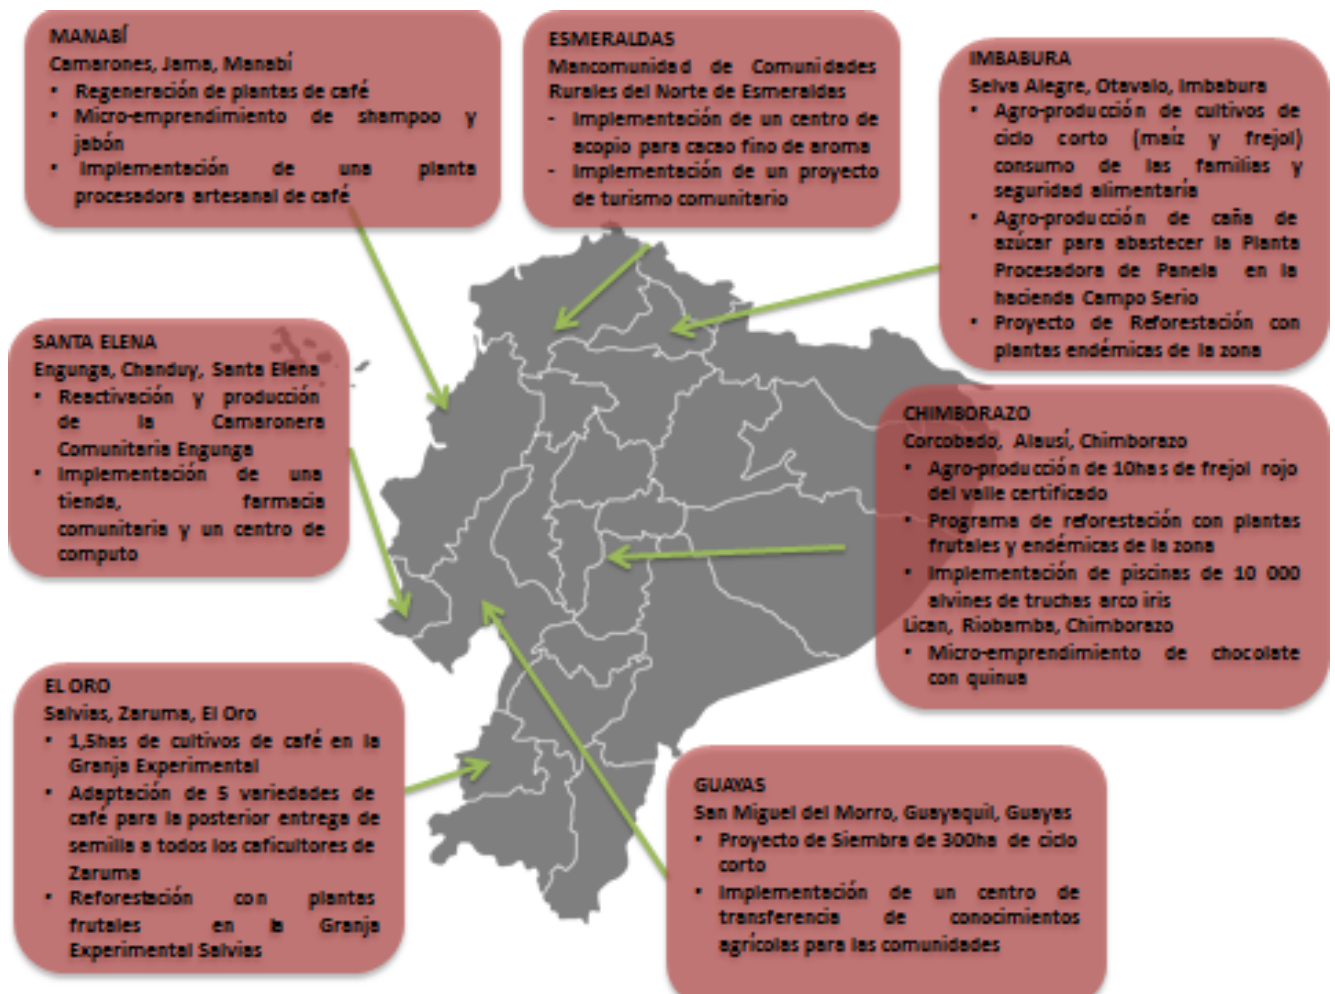 MANABÍ
Camarones, Jama, Manabí
• Regeneración de plantas de café
• Micro-emprendimiento de shampoo y
jabón
• Implementación de una planta
procesadora artesanal de café
ESMERALDAS
Mancomunidad de Comunidades
Rurales del Norte de Esmeraldas
- Implementación de un centro de
acopio para cacao fino de aroma
- Implementación de un proyecto
de turismo comunitario
IMBABURA
Selva Alegre, Otavalo, Imbabura
• Agro-producción de cultivos de
ciclo corto (maíz y frejol)
consumo de las familias y
seguridad alimentaría
• Agro-producción de caña de
azúcar para abastecer la Planta
Procesadora de Panela en la
hacienda Campo Serio
• Proyecto de Reforestación con
plantas endémicas de la zona
SANTA ELENA
Engunga, Chanduy, Santa Elena
• Reactivación y producción
de la Camaronera
Comunitaria Engunga
• Implementación de una
tienda, farmacia
comunitaria y un centro de
computo
CHIMBORAZO
Corcobado, Alausí, Chimborazo
• Agro-producción de 10has de frejol rojo
del valle certificado
• Programa de reforestación con plantas
frutales y endémicas de la zona
• Implementación de piscinas de 10 000
alvines de truchas arco iris
Lican, Riobamba, Chimborazo
• Micro-emprendimiento de chocolate
con quinua
EL ORO
Salvias, Zaruma, El Oro
• 1,5has de cultivos de café en la
Granja Experimental
• Adaptación de 5 variedades de
café para la posterior entrega de
semilla a todos los caficultores de
Zaruma
• Reforestación con plantas
frutales en la Granja
Experimental Salvias
GUAYAS
San Miguel del Morro, Guayaquil, Guayas
• Proyecto de Siembra de 300ha de ciclo
corto
• Implementación de un centro de
transferencia de conocimientos
agrícolas para las comunidades